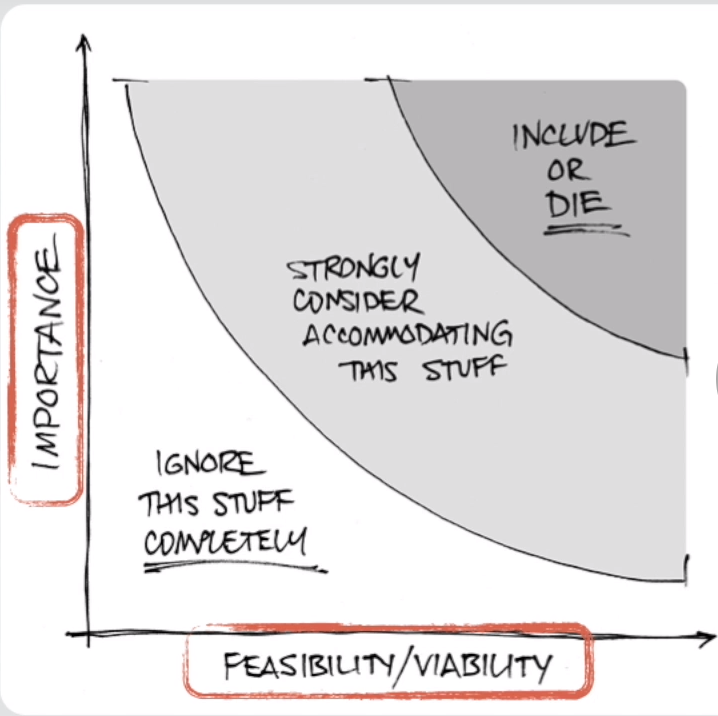 INCLUDE
OR
DIE
STRONGLY
CONSIDER
ACCOMMODATING
THIS STUFF
IGNORE
THIS STUFF
COMPLETELY
IMPORTANCE
FEASIBILITY/VIABILITY